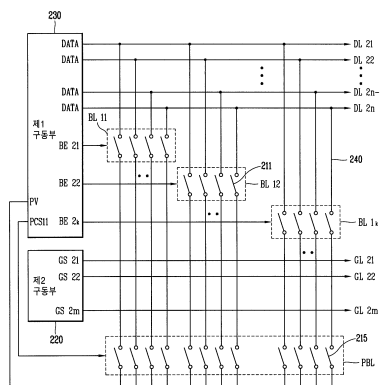 230
DATA
DL 21
DATA
DL 22
DATA
DL 2n-
DATA
DL 2n
제1
구동부
BL 11
BE 21
240
BE 22
211
BL 12
PV
PCS11
BE 2k
BL 1k
제2
구동부
GS 21
GL 21
GS 22
GL 22
GS 2m
GL 2m
220
215
PBL